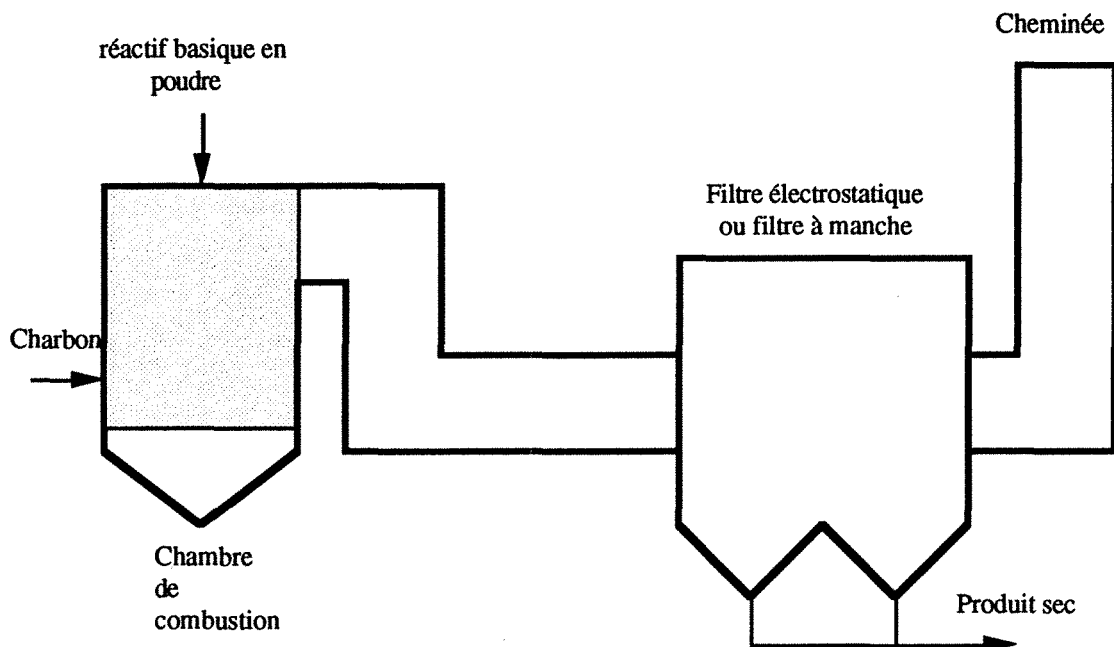 Cheminée
réactif basique en
poudre
Filtre électrostatique
ou filtre à manche
Charbon
Chambre
de
combustion
Produit sec